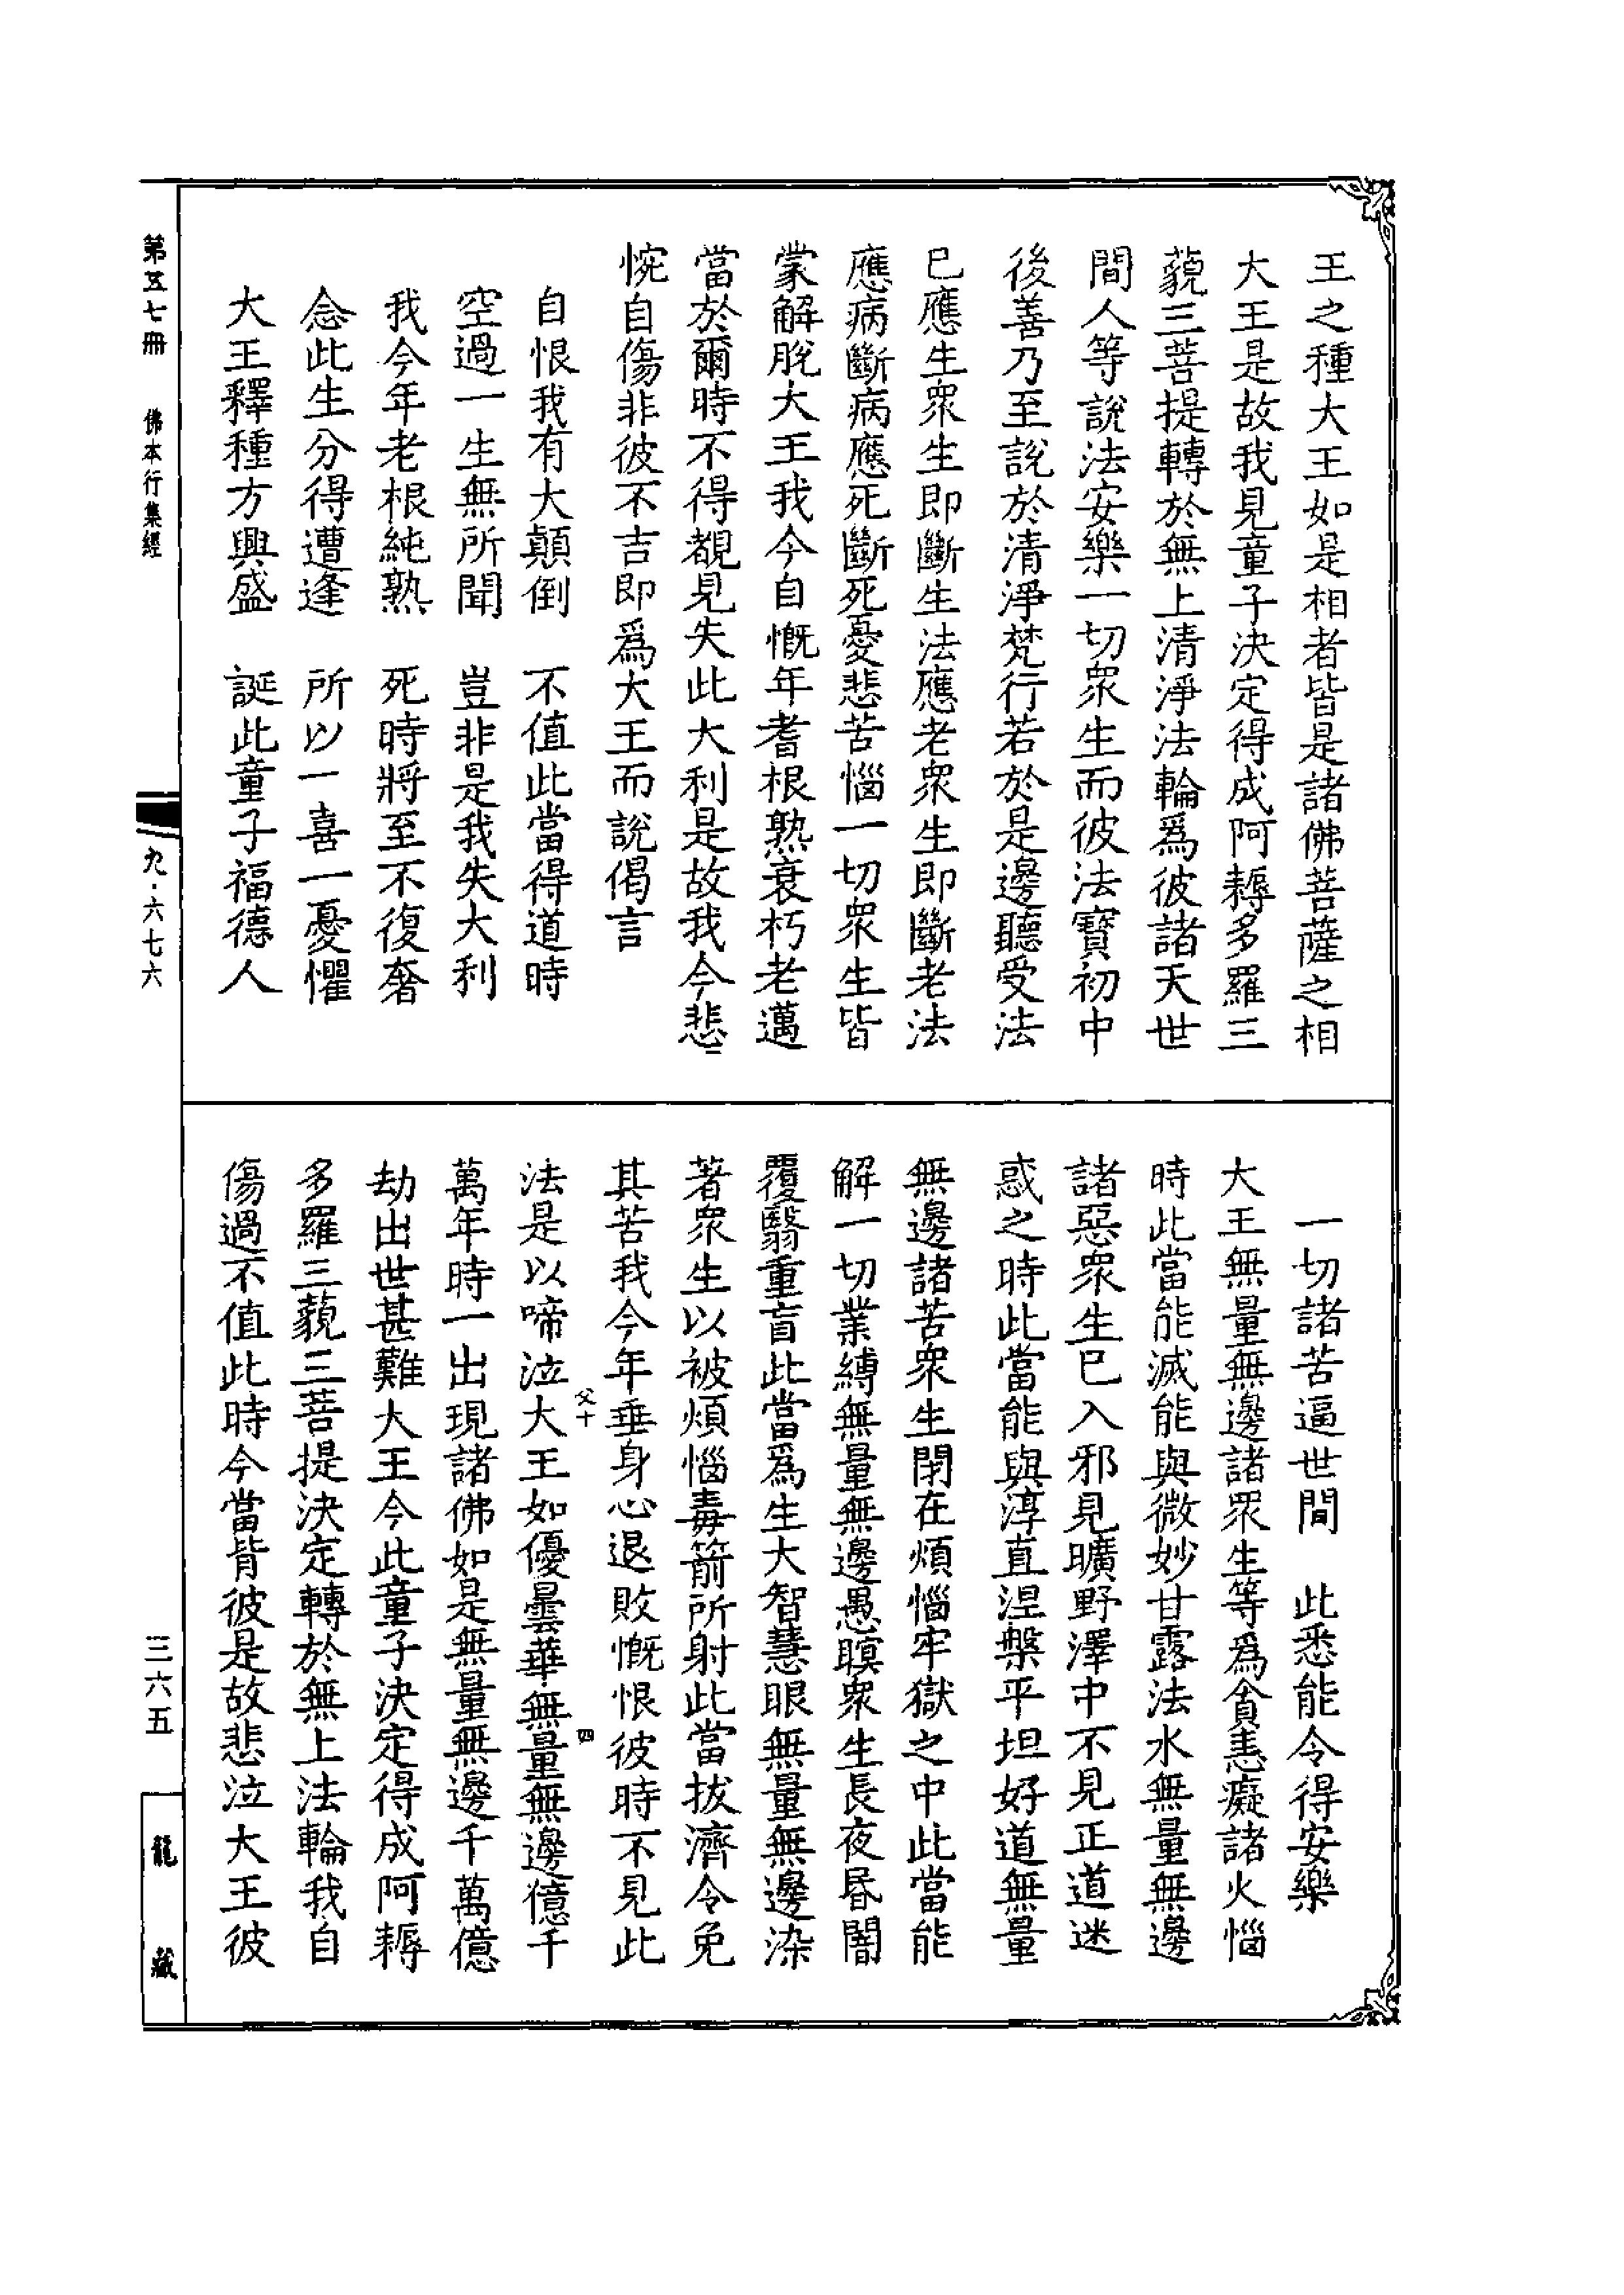 王之種大王如是相者皆是諸佛菩薩之相
大王是故我見童子決定得成阿耨多羅三
藐三菩提轉於無上清淨法輪爲彼諸天世
間人等說法安樂一切衆生而彼法寶初中
後善乃至說於清淨梵行若於是邊聽受法
已應生衆生即斷生法應老衆生即斷老法
應病斷病應死斷死憂悲苦惱一切衆生皆
蒙解脫大王我今自慨年耆根熟衰朽老邁
當於爾時不得覩見失此大利是故我今悲
惋自傷非彼不吉即爲大王而說偈言
自恨我有大顛倒　不值此當得道時
空過一生無所聞　豈非是我失大利
我今年老根純熟　死時將至不復奢
念此生分得遭逢　所以一喜一憂懼
大王釋種方興盛　誕此童子福德人
一切諸苦逼世間　此悉能令得安樂
大王無量無邊諸衆生等爲貪恚癡諸火惱
時此當能滅能與微妙甘露法水無量無邊
諸惡衆生已入邪見曠野澤中不見正道迷
惑之時此當能與淳直涅槃平坦好道無量
無邊諸苦衆生閉在煩惱牢獄之中此當能
解一切業縛無量無邊愚瞑衆生長夜昏闇
覆翳重盲此當爲生大智慧眼無量無邊染
著衆生以被煩惱毒箭所射此當拔濟令免
其苦我今年垂身心退敗慨恨彼時不見此
父十
四
法是以啼泣大王如優曇華無量無邊億千
萬年時一出現諸佛如是無量無邊千萬億
劫出世甚難大王今此童子決定得成阿耨
多羅三藐三菩提決定轉於無上法輪我自
傷過不值此時今當背彼是故悲泣大王彼
第五七冊　佛本行集經
九·六七六
三六五
龍藏